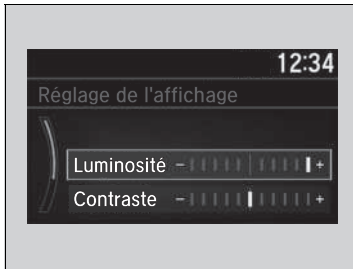 12:34
Réglage de l'affichage
Luminosité - +
Contraste - +